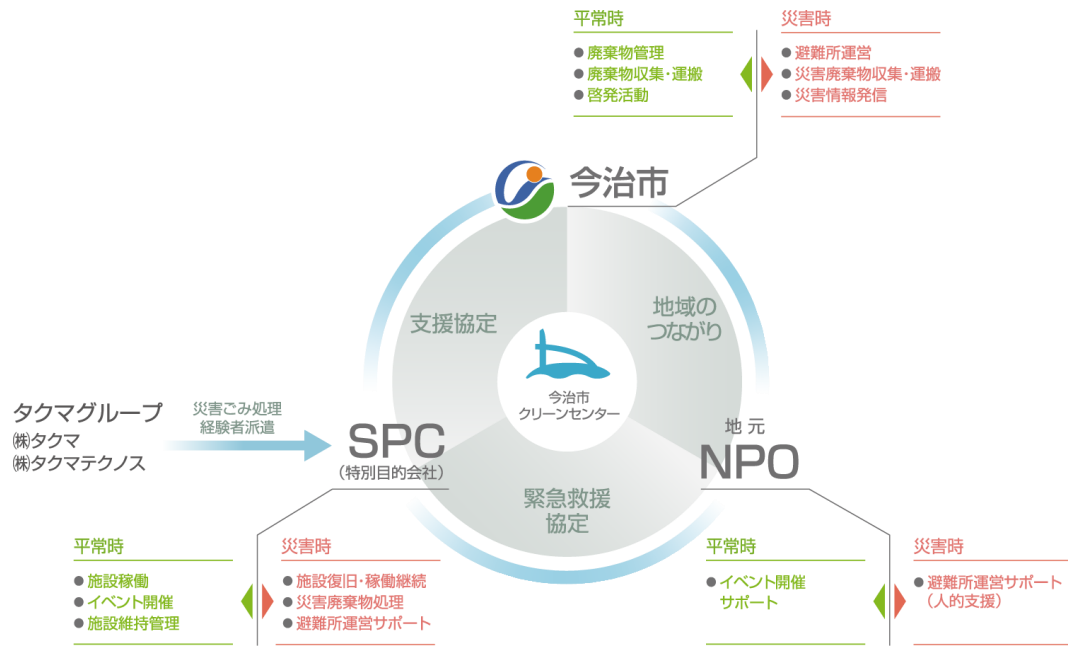 平常時
● 廃棄物管理
● 廃棄物収集・運搬
● 啓発活動
災害時
● 避難所運営
● 災害廃棄物収集・運搬
● 災害情報発信
今治市
支援協定
地域の
つながり
今治市
クリーンセンター
タクマグループ
㈱タクマ
㈱タクマテクノス
災害ごみ処理
経験者派遣
SPC
（特別目的会社）
地元
NPO
緊急救援
協定
平常時
● 施設稼働
● イベント開催
● 施設維持管理
災害時
● 施設復旧・稼働継続
● 災害廃棄物処理
● 避難所運営サポート
平常時
● イベント開催
サポート
災害時
● 避難所運営サポート
（人的支援）